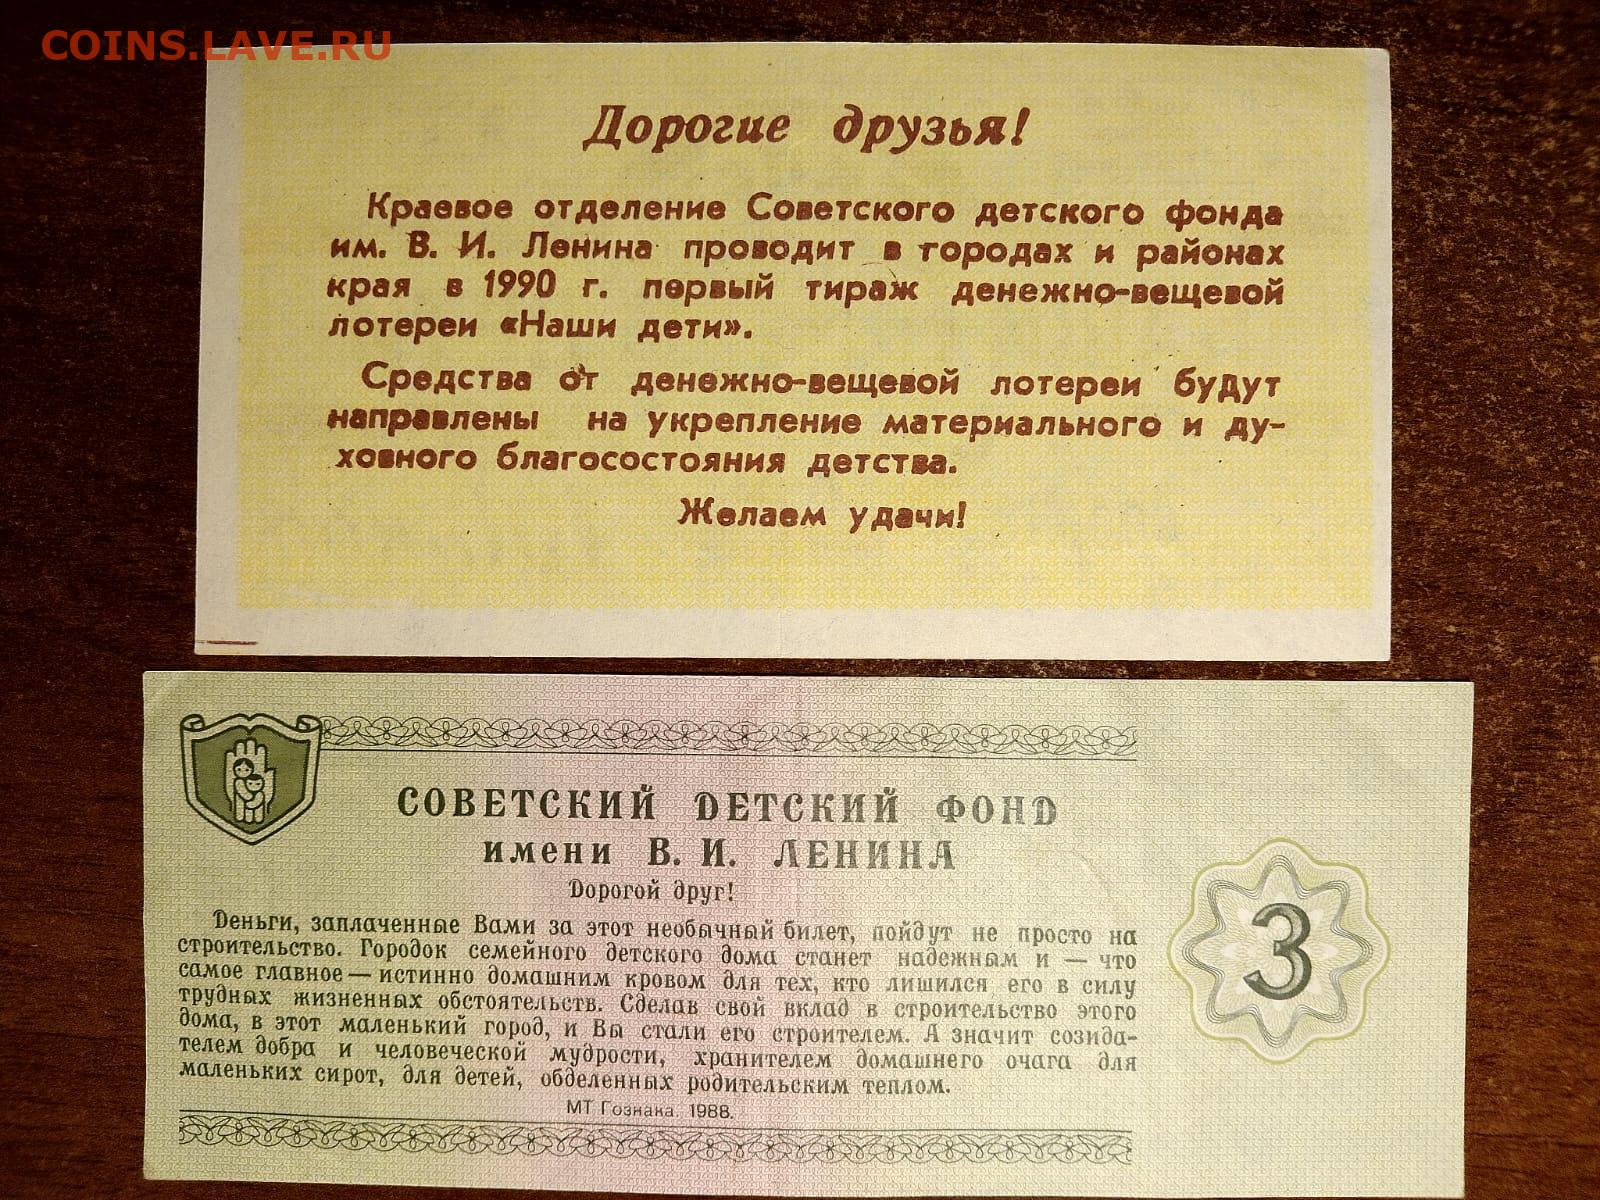 COINS.LAVE.RU
Дорогие друзья!
Краевое отделение Советского детского фонда
им. В. И. Ленина проводит в городах и районах
края в 1990 г. первый тираж денежно-вещевой
лотереи «Наши дети».
Средства от денежно-вещевой лотереи будут
направлены на укрепление материального и ду-
ховного благосостояния детства.
Желаем удачи!
СОВЕТСКИЙ ДЕТСКИЙ ФОНД
имени В. И. ЛЕНИНА
Дорогой друг!
Деньги, заплаченные Вами за этот необычный билет, пойдут не просто на
строительство. Городок семейного детского дома станет надежным и — что
самое главное — истинно домашним кровом для тех, кто лишился его в силу
трудных жизненных обстоятельств. Сделав свой вклад в строительство этого
дома, в этот маленький город, и Вы стали его строителем. А значит созида-
телем добра и человеческой мудрости, хранителем домашнего очага для
маленьких сирот, для детей, обделенных родительским теплом.
МТ Гознака. 1988.
3